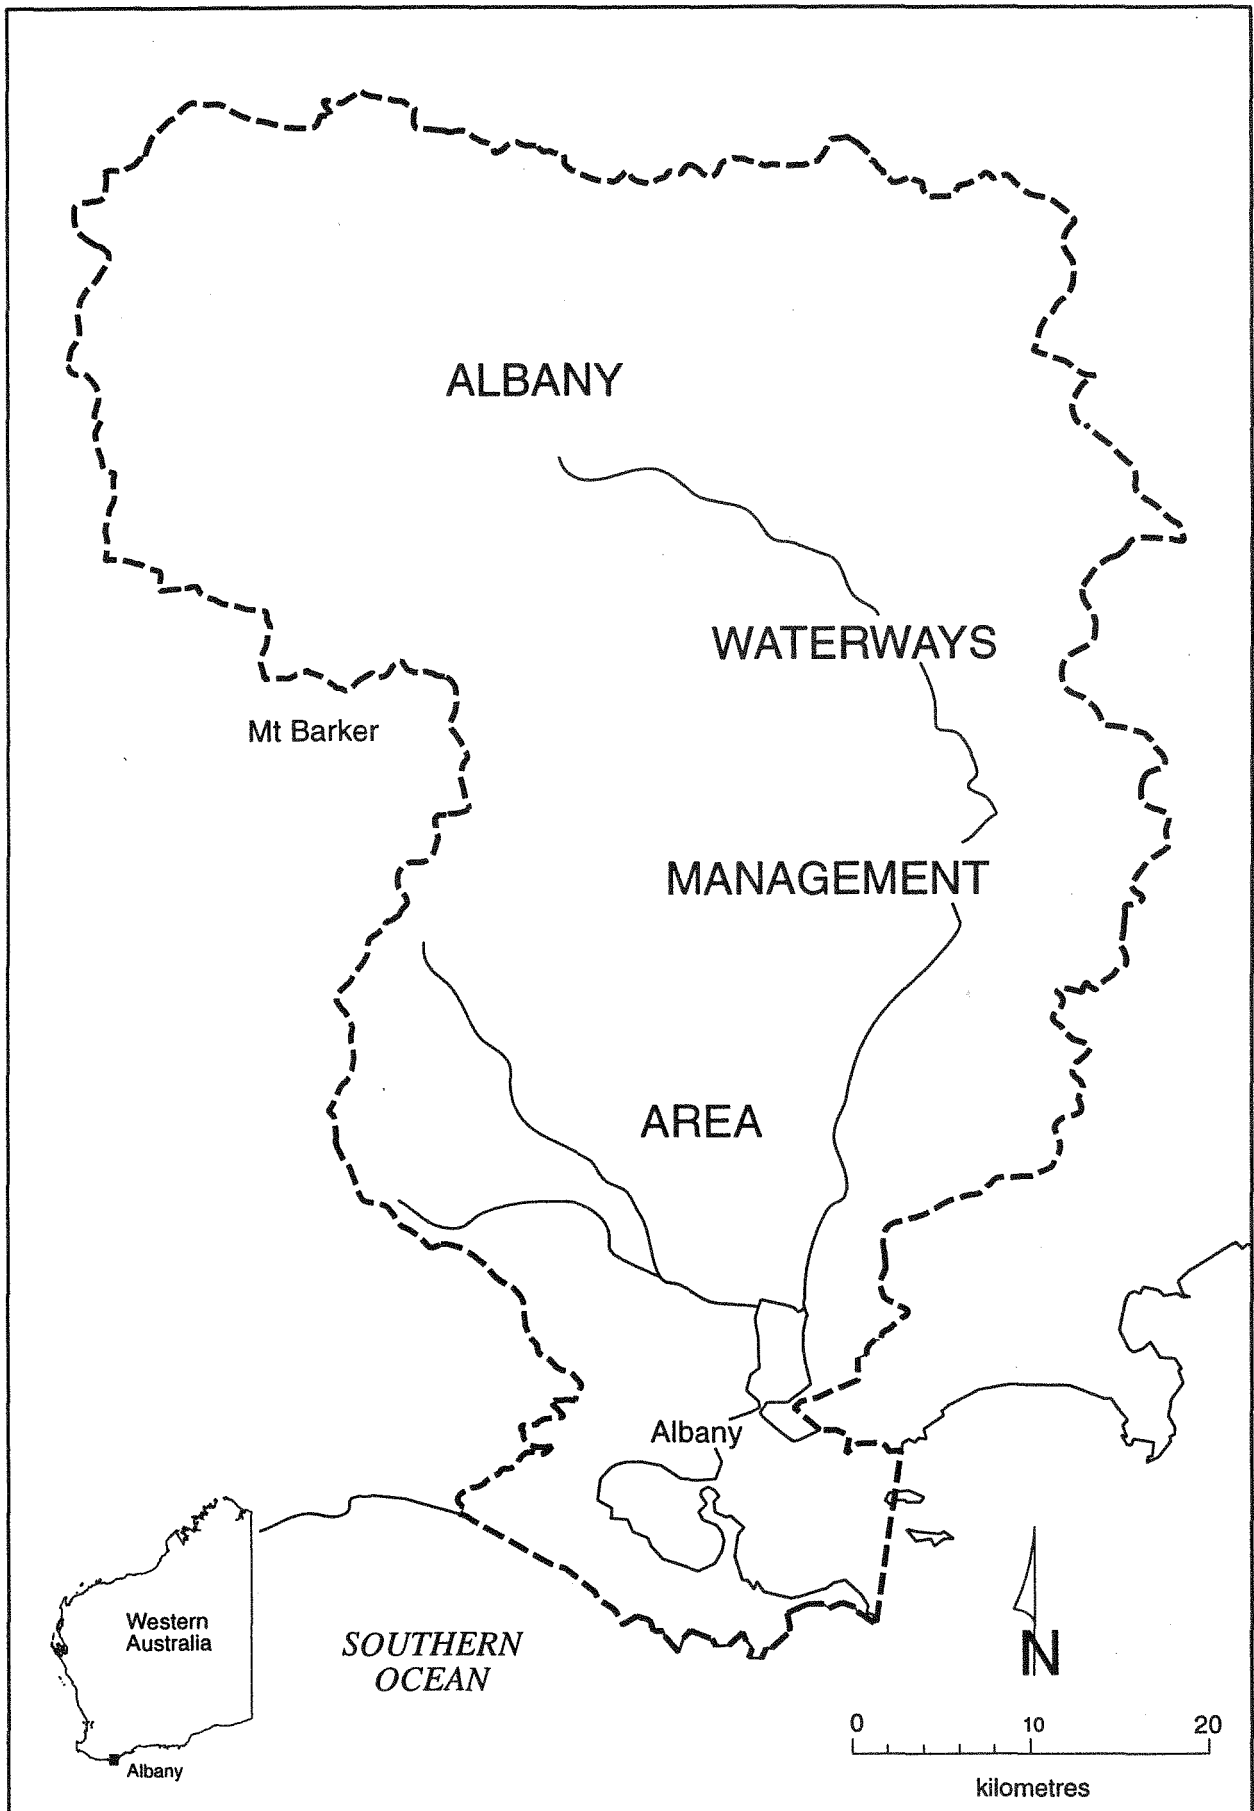 ALBANY
WATERWAYS
Mt Barker
MANAGEMENT
AREA
Albany
Western
Australia
SOUTHERN
OCEAN
N
0 10 20
kilometres
Albany